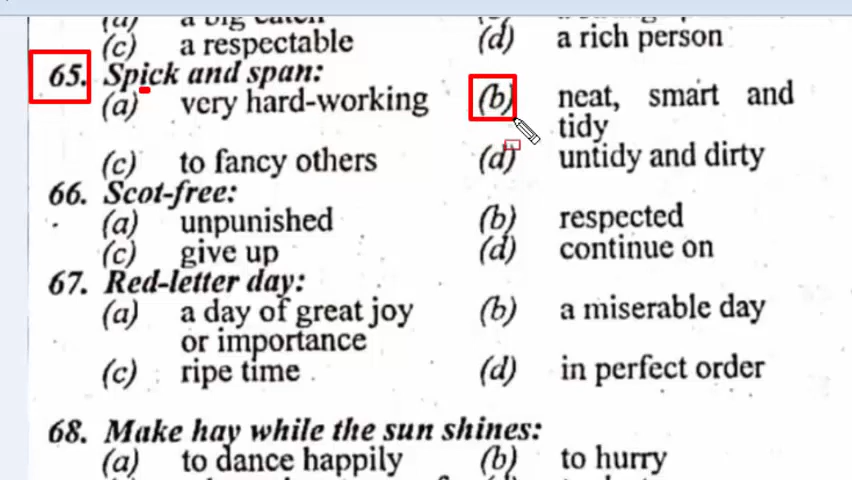 (c) a respectable (d) a rich person
65. Spick and span:
(a) very hard-working (b) neat, smart and
tidy
(c) to fancy others (d) untidy and dirty
66. Scot-free:
(a) unpunished (b) respected
(c) give up (d) continue on
67. Red-letter day:
(a) a day of great joy (b) a miserable day
or importance
(c) ripe time (d) in perfect order
68. Make hay while the sun shines:
(a) to dance happily (b) to hurry